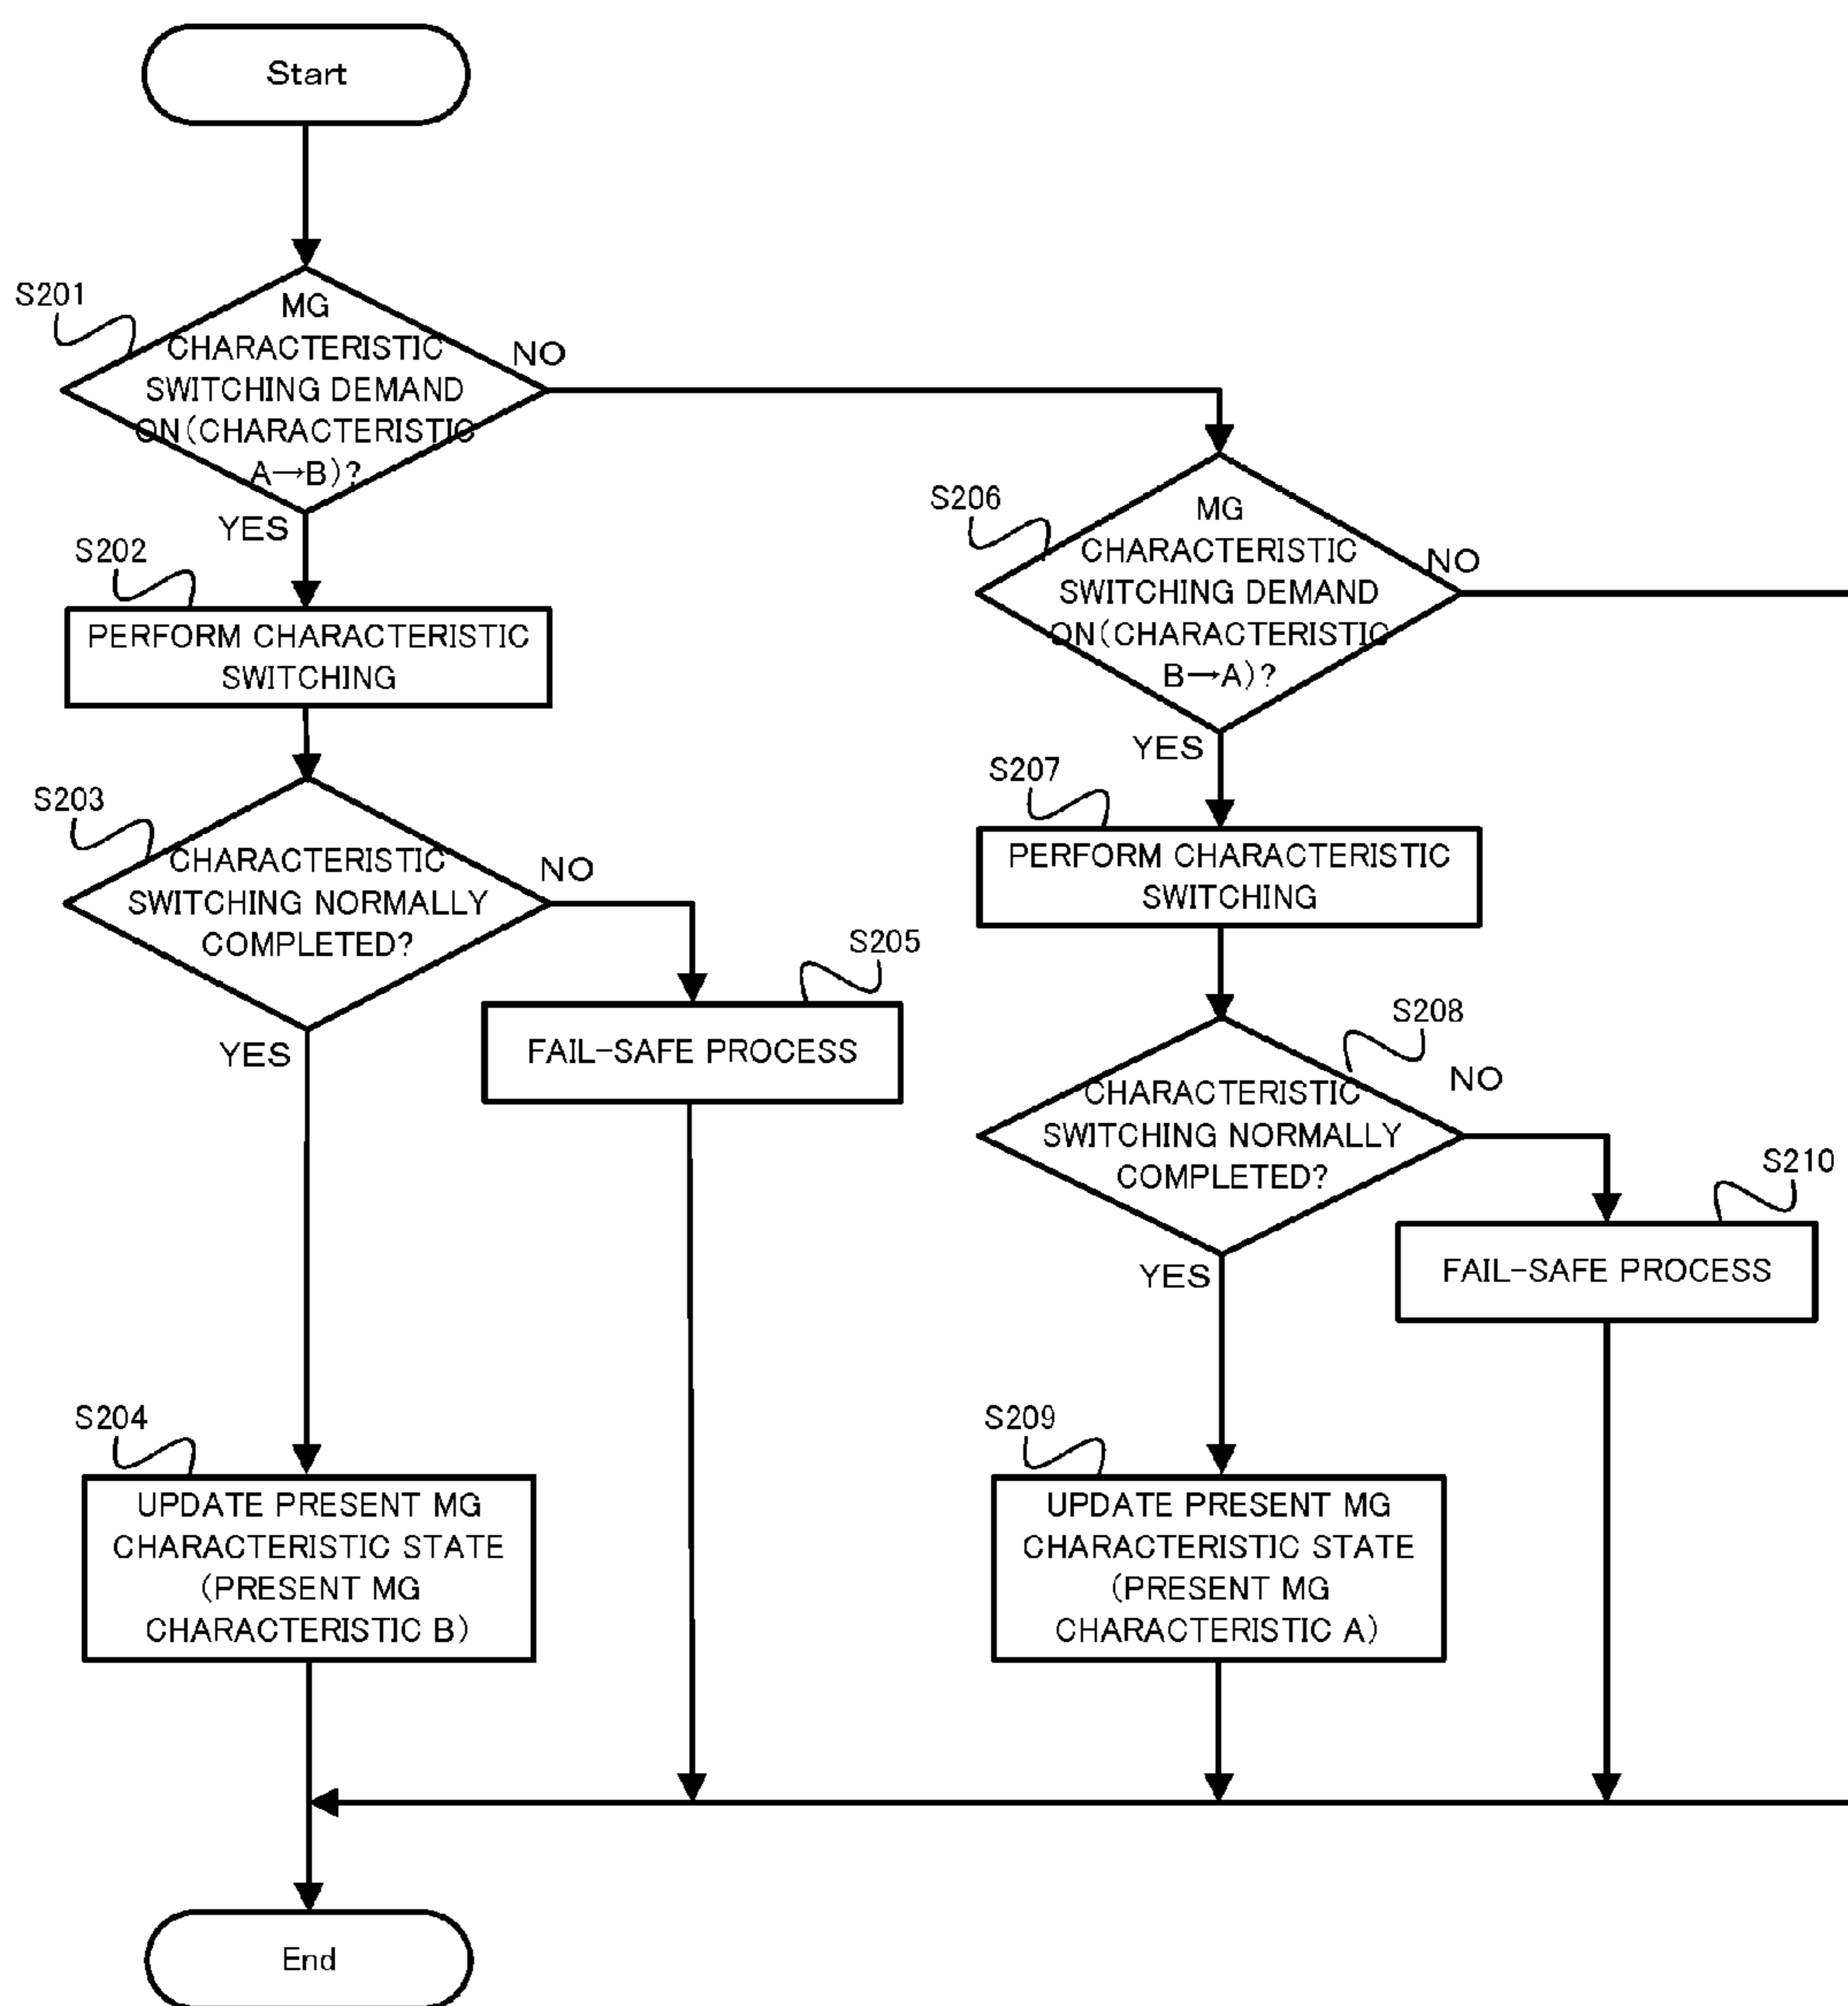 Start
S201
MG
CHARACTERISTIC
SWITCHING DEMAND
ON(CHARACTERISTIC
A→B)?
NO
YES
S202
PERFORM CHARACTERISTIC
SWITCHING
S203
CHARACTERISTIC
SWITCHING NORMALLY
COMPLETED?
NO
YES
S205
FAIL-SAFE PROCESS
S204
UPDATE PRESENT MG
CHARACTERISTIC STATE
(PRESENT MG
CHARACTERISTIC B)
S206
MG
CHARACTERISTIC
SWITCHING DEMAND
ON(CHARACTERISTIC
B→A)?
NO
YES
S207
PERFORM CHARACTERISTIC
SWITCHING
S208
CHARACTERISTIC
SWITCHING NORMALLY
COMPLETED?
NO
YES
S210
FAIL-SAFE PROCESS
S209
UPDATE PRESENT MG
CHARACTERISTIC STATE
(PRESENT MG
CHARACTERISTIC A)
End